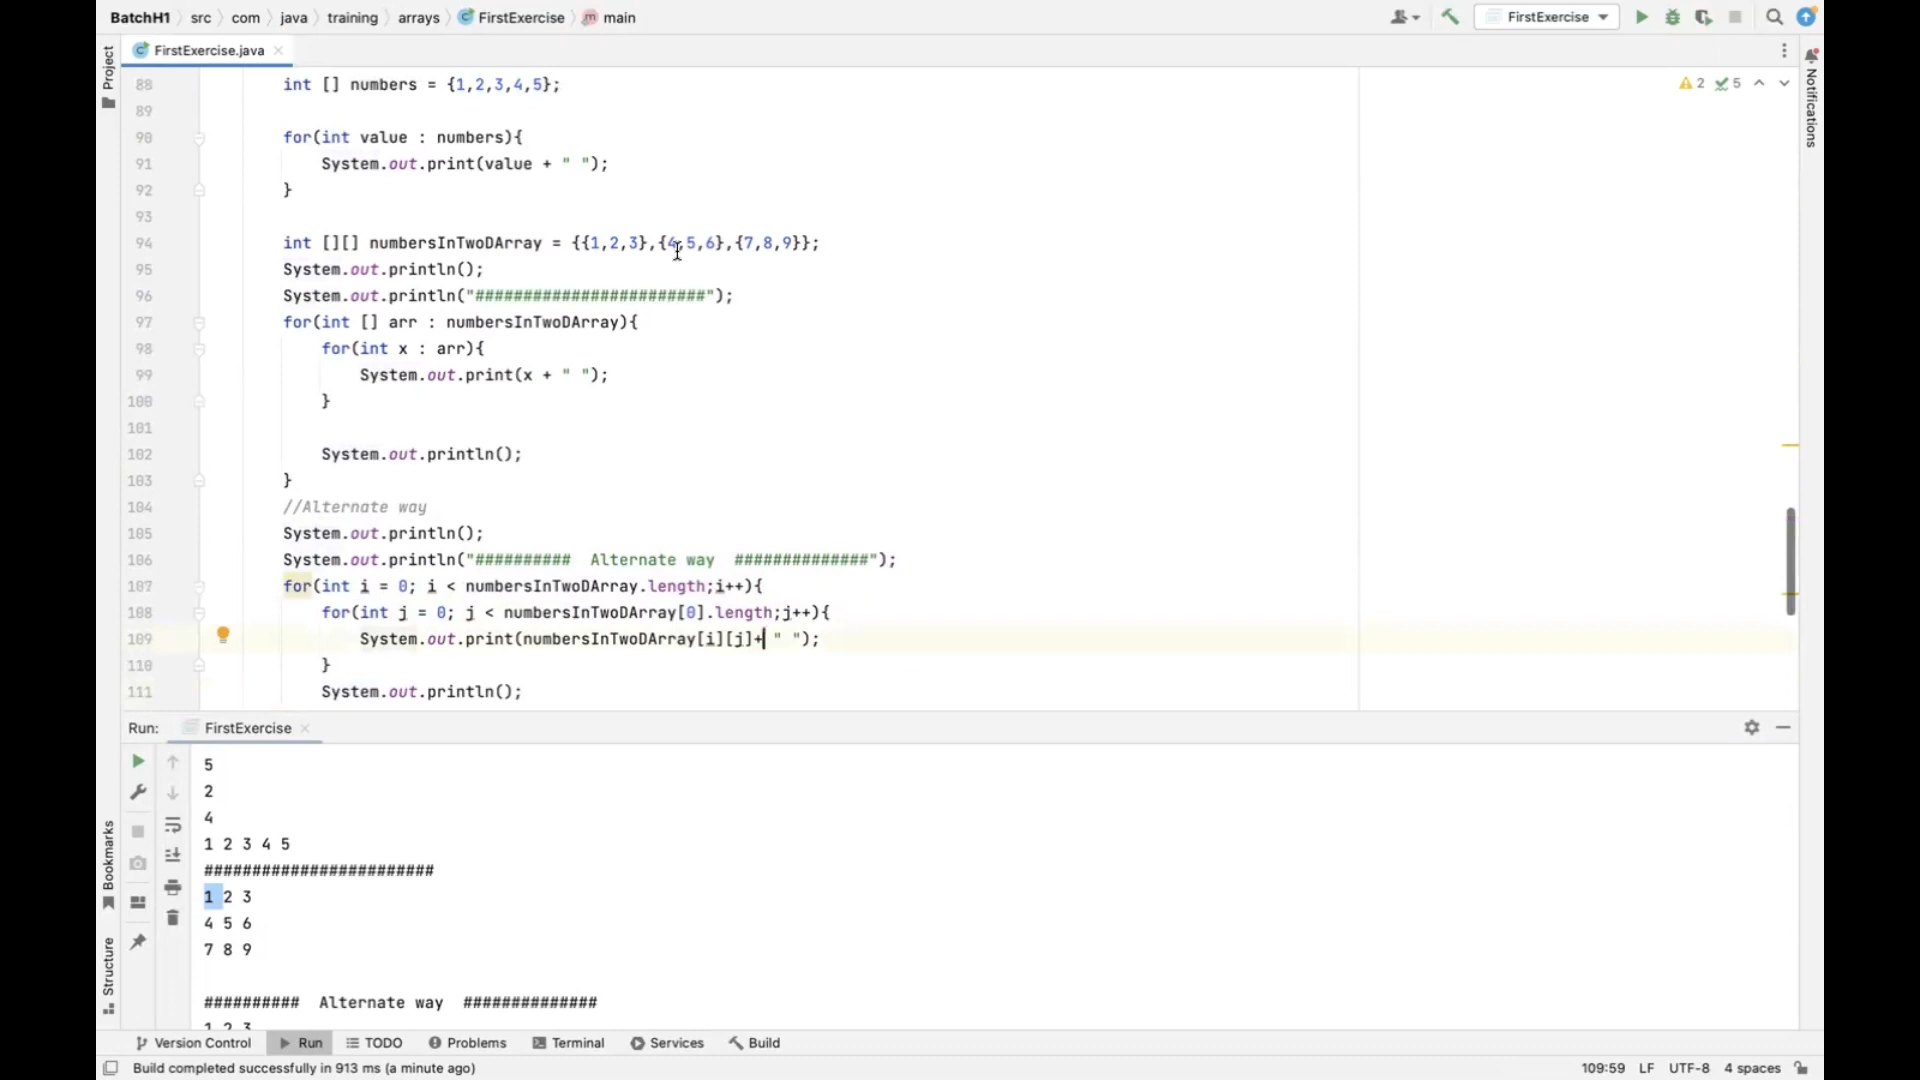 BatchH1 src com java training arrays FirstExercise main FirstExercise
Project
FirstExercise.java
Notifications
88 int [] numbers = {1,2,3,4,5}; 2 5
89
90 for(int value : numbers){
91 System.out.print(value + " ");
92 }
93
94 int [][] numbersInTwoDArray = {{1,2,3},{4,5,6},{7,8,9}};
95 System.out.println();
96 System.out.println("########################");
97 for(int [] arr : numbersInTwoDArray){
98 for(int x : arr){
99 System.out.print(x + " ");
100 }
101
102 System.out.println();
103 }
104 //Alternate way
105 System.out.println();
106 System.out.println("##########  Alternate way  ##############");
107 for(int i = 0; i < numbersInTwoDArray.length;i++){
108 for(int j = 0; j < numbersInTwoDArray[0].length;j++){
109 System.out.print(numbersInTwoDArray[i][j]+ " ");
110 }
111 System.out.println();
Run: FirstExercise
5
2
4
1 2 3 4 5
########################
1 2 3
4 5 6
7 8 9
##########  Alternate way  ##############
1 2 3
Bookmarks
Structure
Version Control Run TODO Problems Terminal Services Build
Build completed successfully in 913 ms (a minute ago) 109:59 LF UTF-8 4 spaces